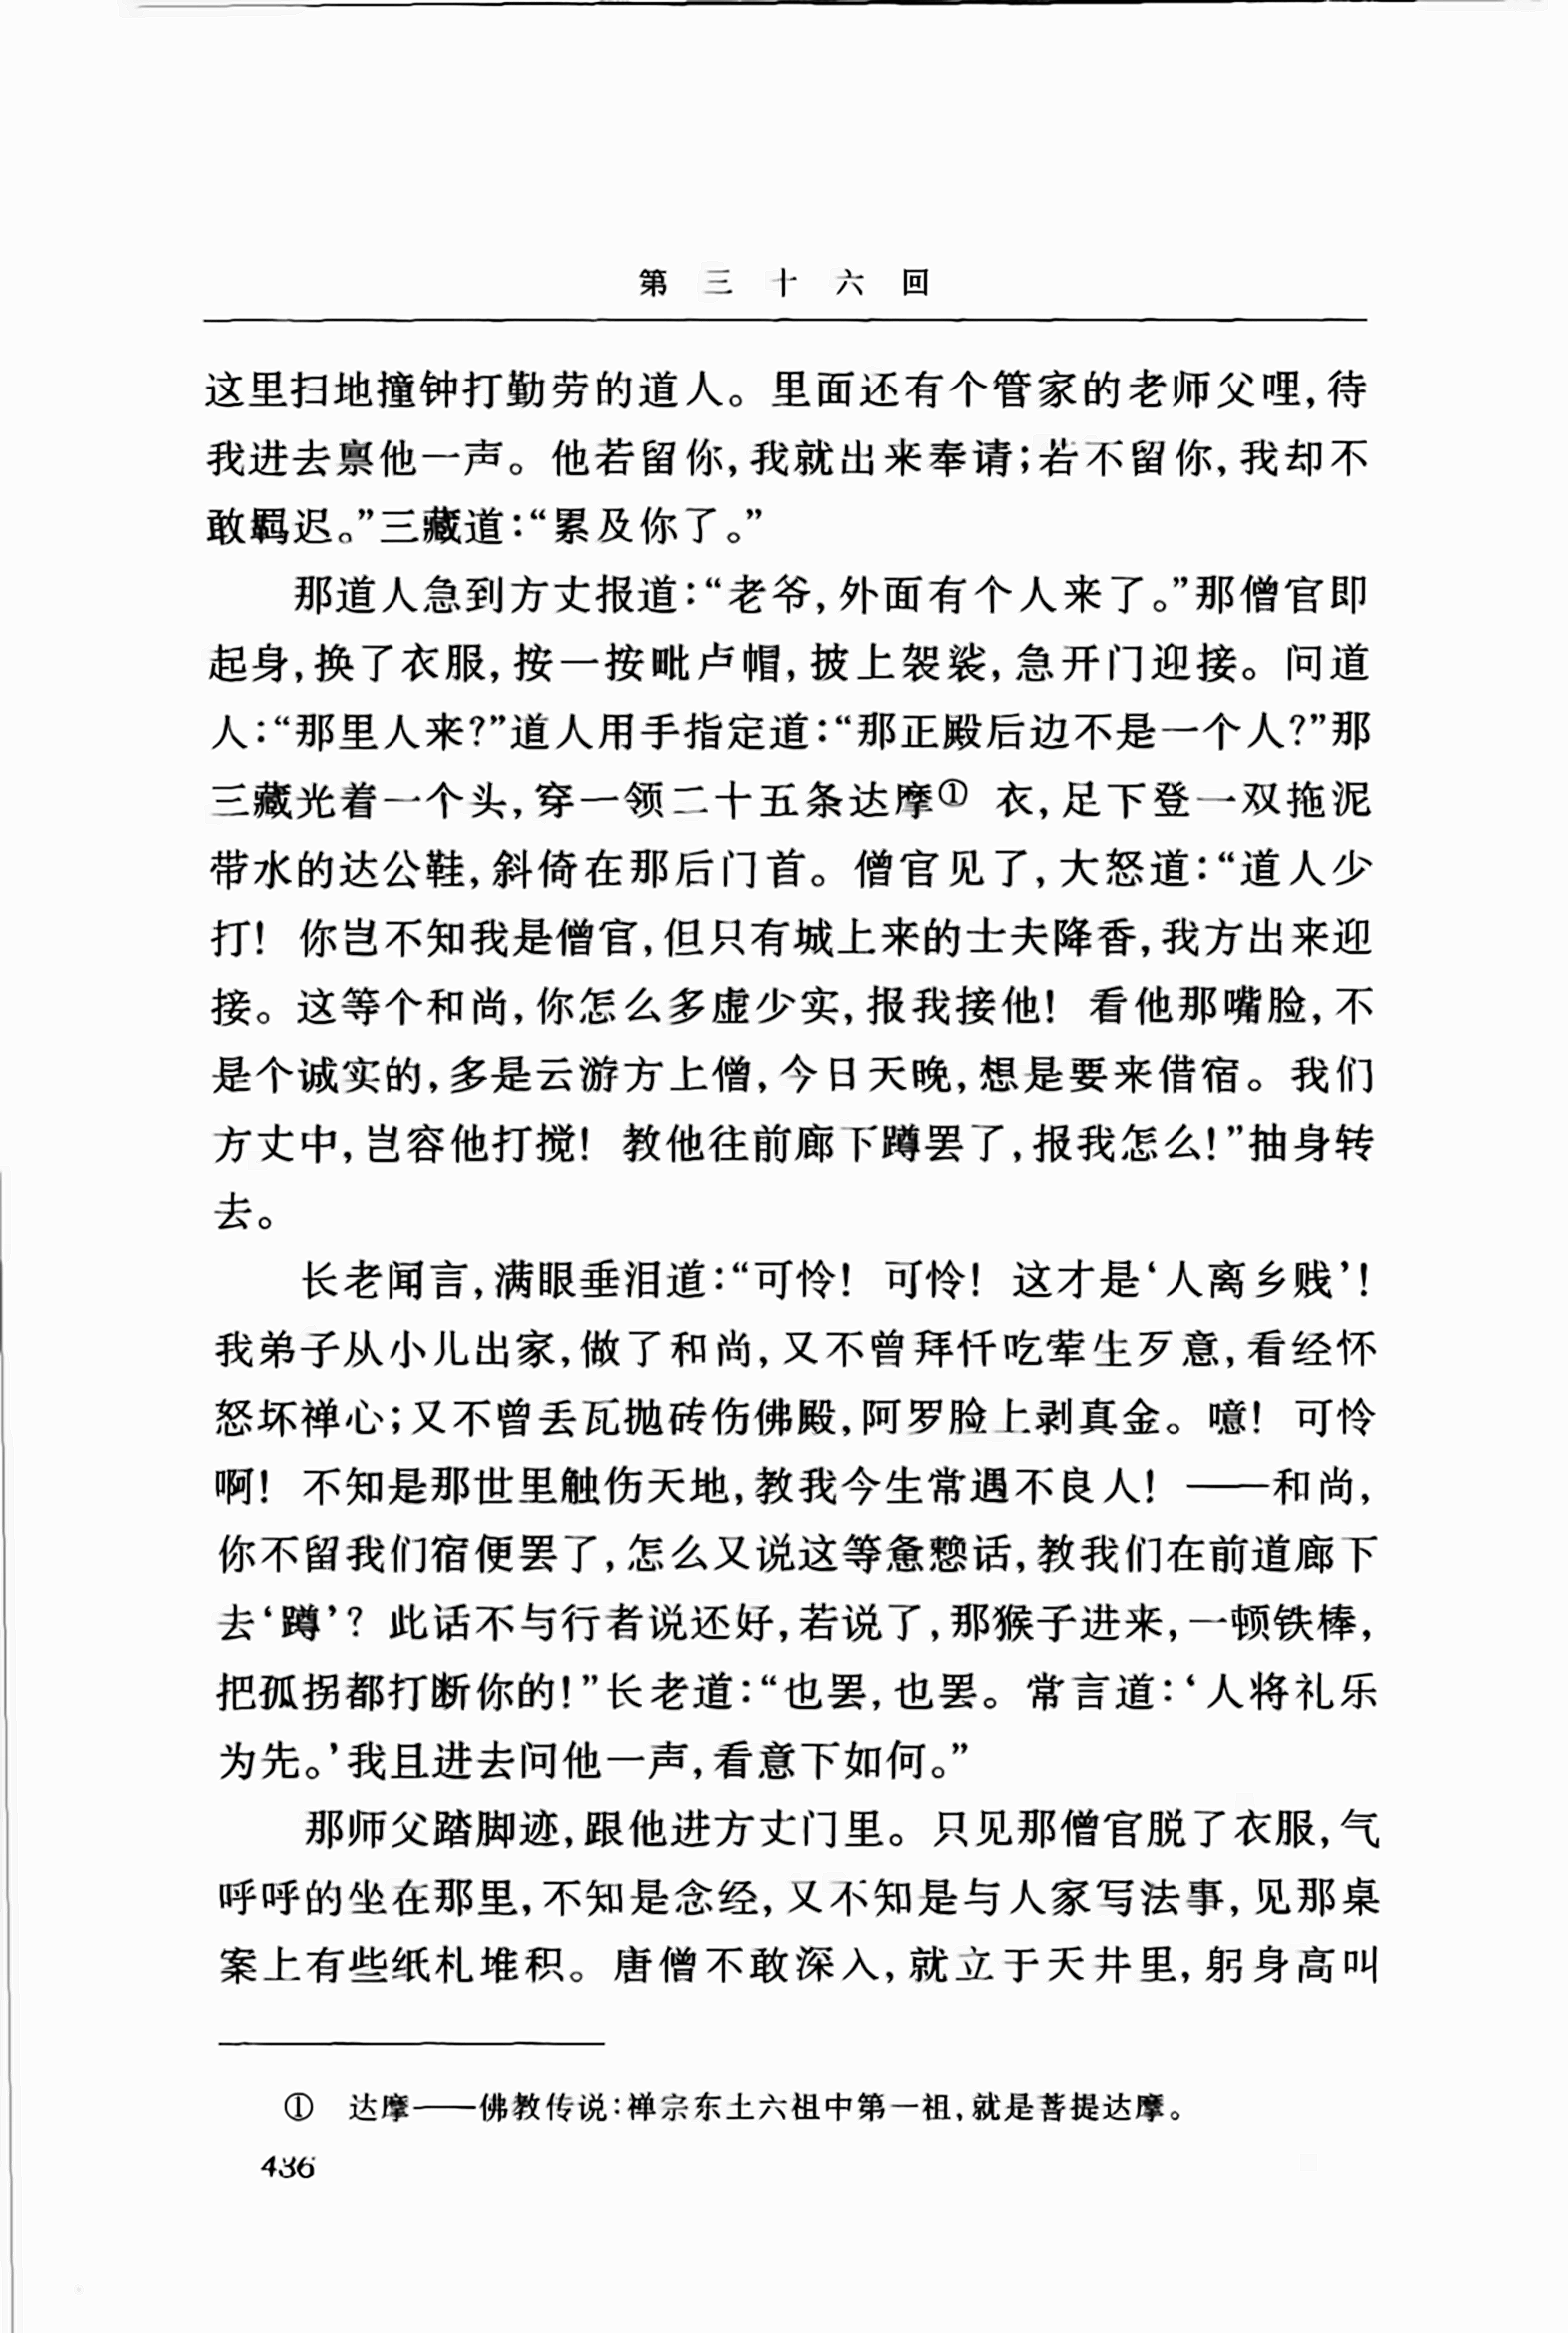 第三十六回
这里扫地撞钟打勤劳的道人。里面还有个管家的老师父哩,待
我进去禀他一声。他若留你,我就出来奉请;若不留你,我却不
敢羁迟。”三藏道:“累及你了。”
那道人急到方丈报道:“老爷,外面有个人来了。”那僧官即
起身,换了衣服,按一按毗卢帽,披上袈裟,急开门迎接。问道
人:“那里人来?”道人用手指定道:“那正殿后边不是一个人?”那
三藏光着一个头,穿一领二十五条达摩① 衣,足下登一双拖泥
带水的达公鞋,斜倚在那后门首。僧官见了,大怒道:“道人少
打! 你岂不知我是僧官,但只有城上来的士夫降香,我方出来迎
接。这等个和尚,你怎么多虚少实,报我接他! 看他那嘴脸,不
是个诚实的,多是云游方上僧,今日天晚,想是要来借宿。我们
方丈中,岂容他打搅! 教他往前廊下蹲罢了,报我怎么!”抽身转
去。
长老闻言,满眼垂泪道:“可怜! 可怜! 这才是‘人离乡贱’!
我弟子从小儿出家,做了和尚,又不曾拜忏吃荤生歹意,看经怀
怒坏禅心;又不曾丢瓦抛砖伤佛殿,阿罗脸上剥真金。噫! 可怜
啊! 不知是那世里触伤天地,教我今生常遇不良人! ——和尚,
你不留我们宿便罢了,怎么又说这等惫懒话,教我们在前道廊下
去‘蹲’? 此话不与行者说还好,若说了,那猴子进来,一顿铁棒,
把孤拐都打断你的!”长老道:“也罢,也罢。常言道:‘人将礼乐
为先。’我且进去问他一声,看意下如何。”
那师父踏脚迹,跟他进方丈门里。只见那僧官脱了衣服,气
呼呼的坐在那里,不知是念经,又不知是与人家写法事,见那桌
案上有些纸札堆积。唐僧不敢深入,就立于天井里,躬身高叫
① 达摩——佛教传说:禅宗东土六祖中第一祖,就是菩提达摩。
436